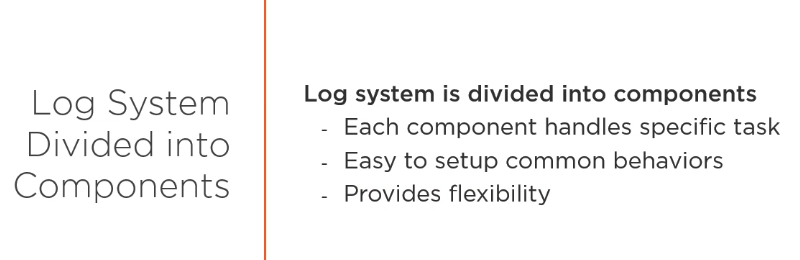 Log System
Divided into
Components
Log system is divided into components
- Each component handles specific task
- Easy to setup common behaviors
- Provides flexibility